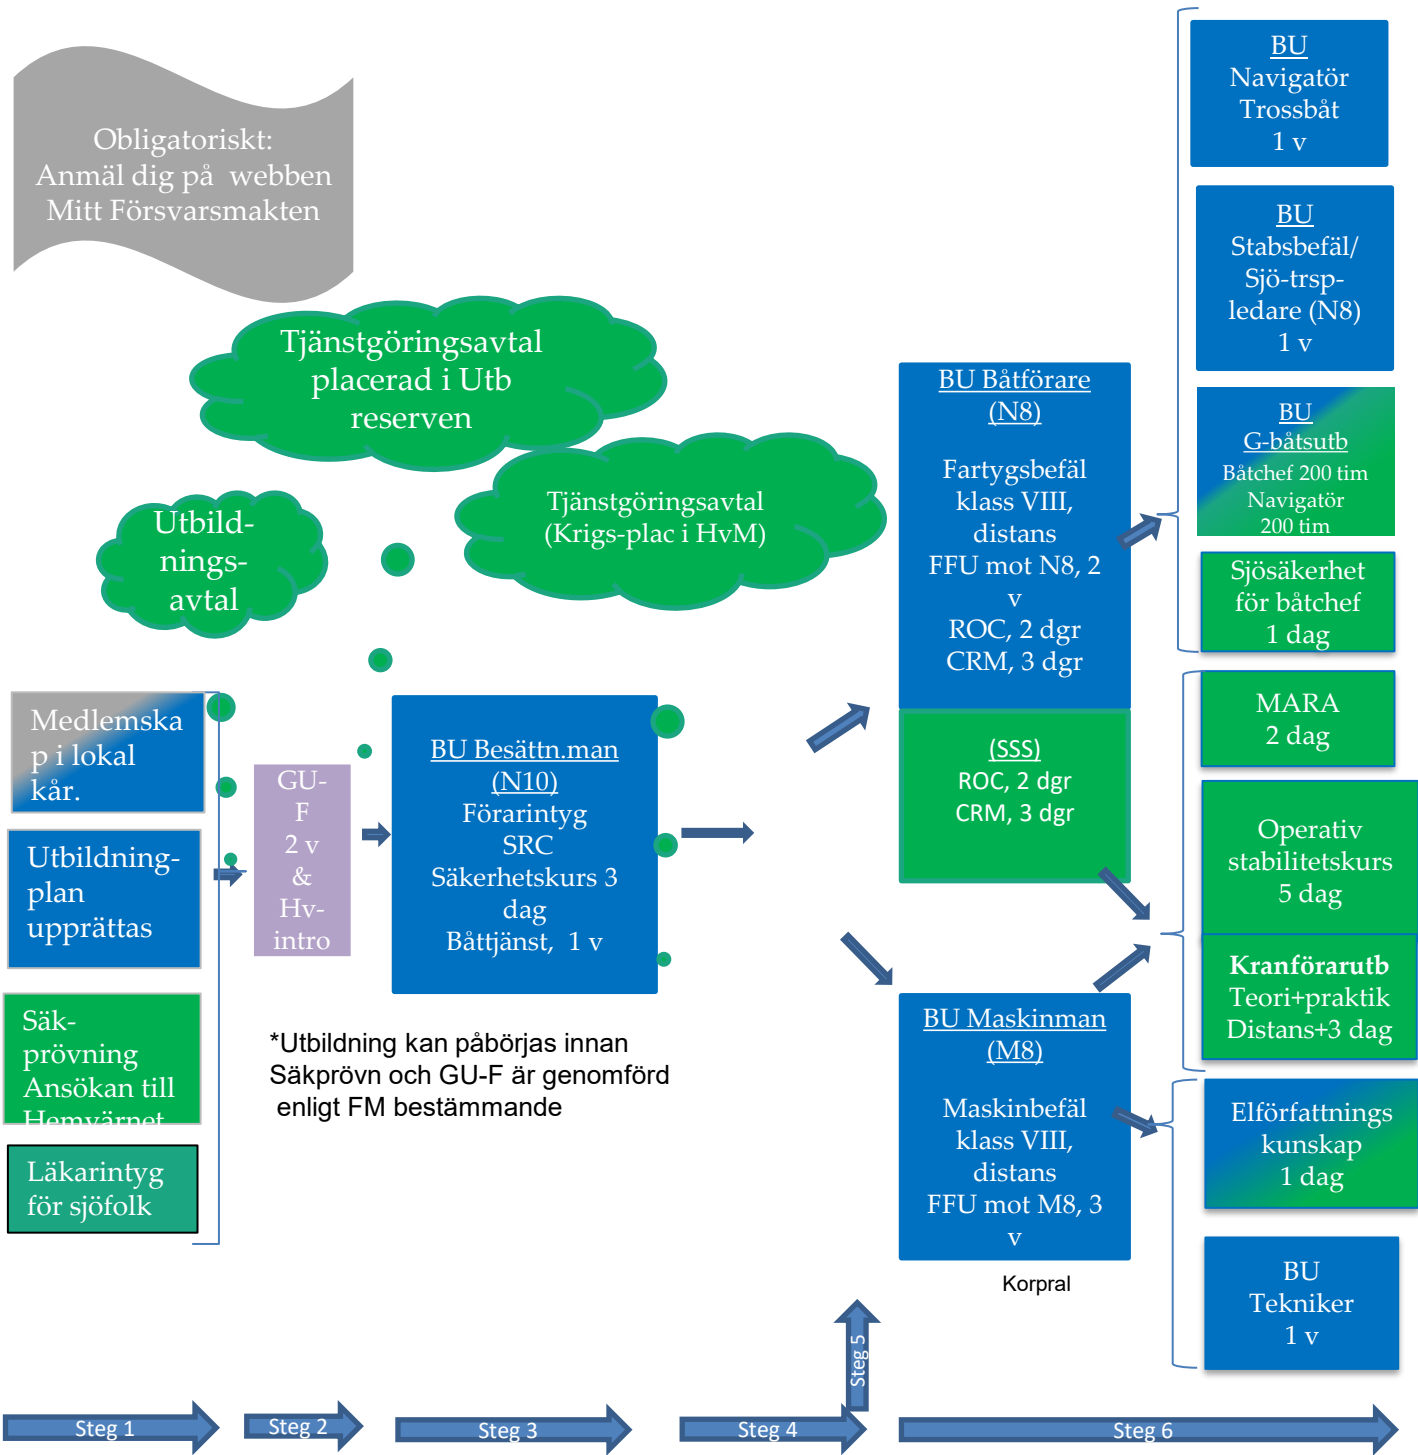 Obligatoriskt:
Anmäl dig på  webben
Mitt Försvarsmakten
Tjänstgöringsavtal
placerad i Utb
reserven
Tjänstgöringsavtal
(Krigs-plac i HvM)
Utbild-
nings-
avtal
Medlemska
p i lokal
kår.
Utbildning-
plan
upprättas
Säk-
prövning
Ansökan till
Hemvärnet
Läkarintyg
för sjöfolk
GU-
F
2 v
&
Hv-
intro
BU Besättn.man
(N10)
Förarintyg
SRC
Säkerhetskurs 3
dag
Båttjänst,  1 v
*Utbildning kan påbörjas innan
Säkprövn och GU-F är genomförd
enligt FM bestämmande
BU Båtförare
(N8)
Fartygsbefäl
klass VIII,
distans
FFU mot N8, 2
v
ROC, 2 dgr
CRM, 3 dgr
(SSS)
ROC, 2 dgr
CRM, 3 dgr
BU Maskinman
(M8)
Maskinbefäl
klass VIII,
distans
FFU mot M8, 3
v
Korpral
BU
Navigatör
Trossbåt
1 v
BU
Stabsbefäl/
Sjö-trsp-
ledare (N8)
1 v
BU
G-båtsutb
Båtchef 200 tim
Navigatör
200 tim
Sjösäkerhet
för båtchef
1 dag
MARA
2 dag
Operativ
stabilitetskurs
5 dag
Kranförarutb
Teori+praktik
Distans+3 dag
Elförfattnings
kunskap
1 dag
BU
Tekniker
1 v
Steg 1
Steg 2
Steg 3
Steg 4
Steg 5
Steg 6